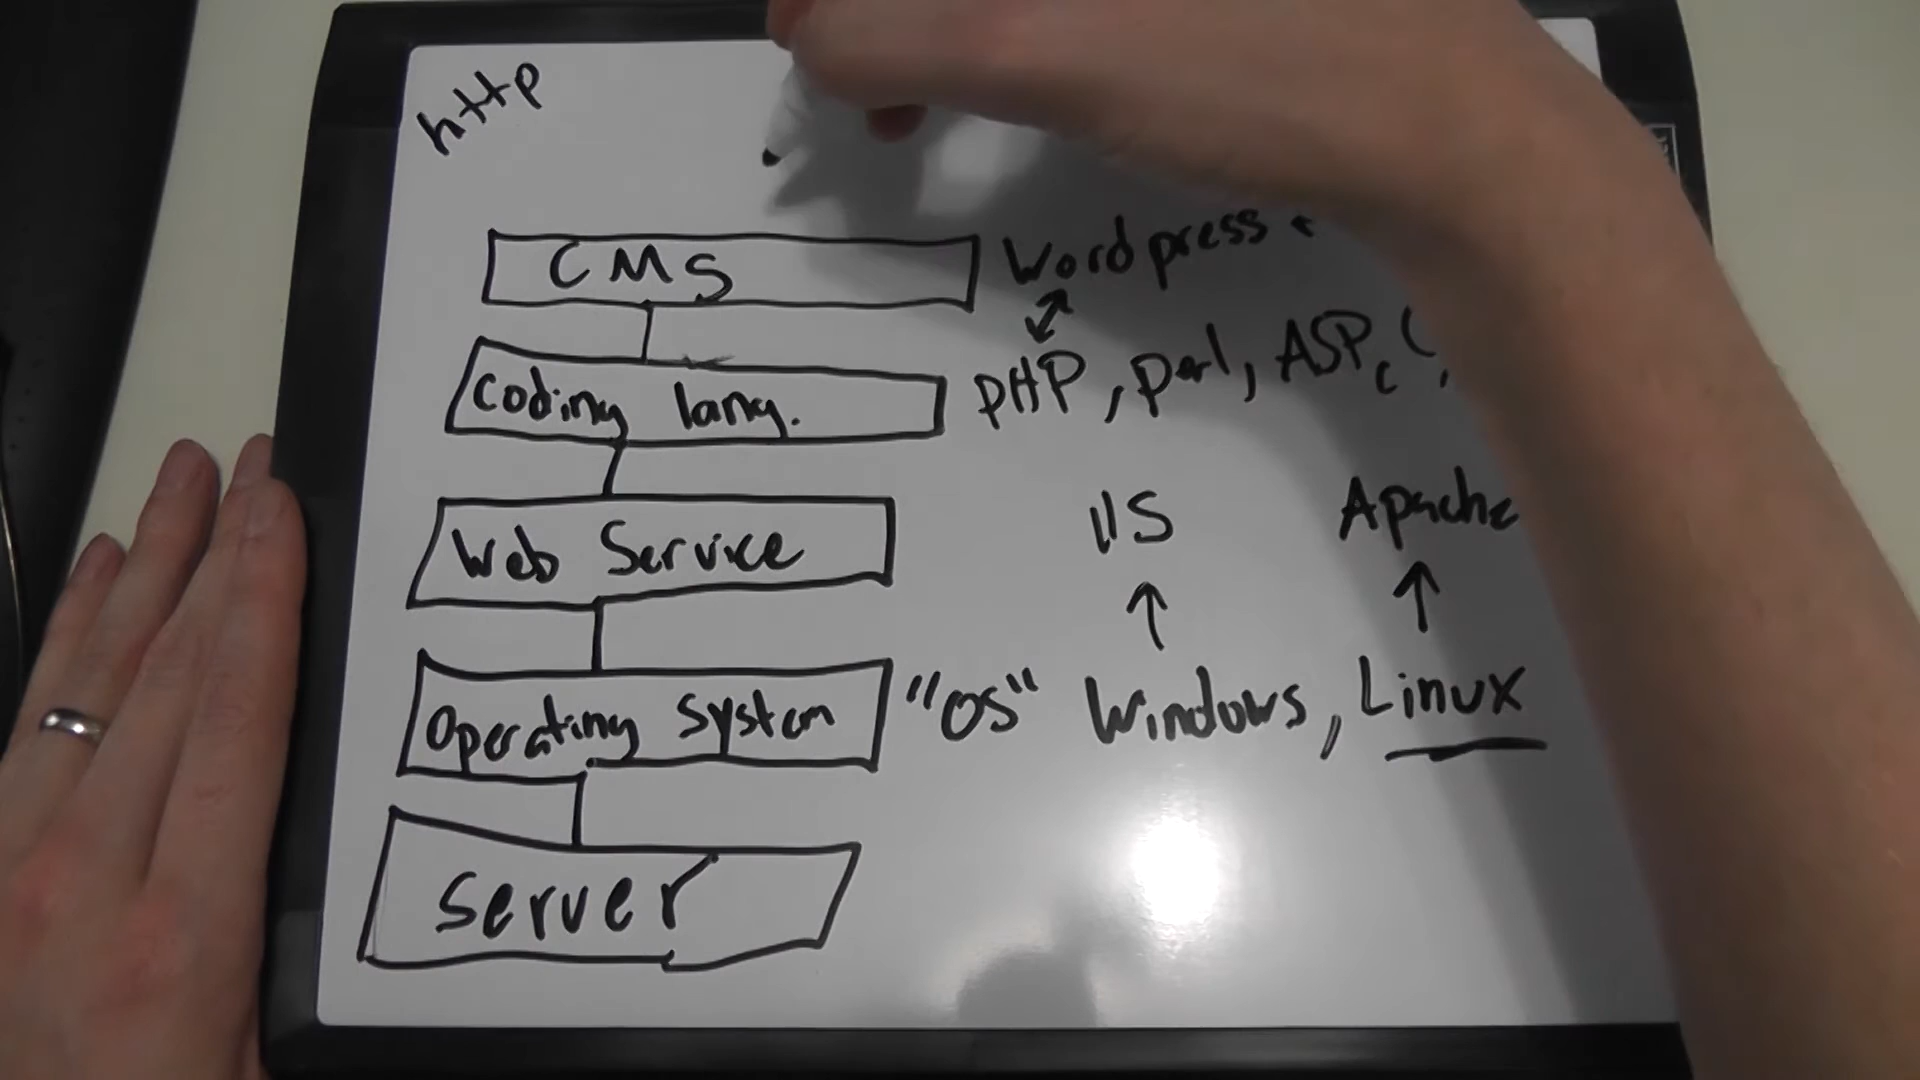 http
CMS Wordpress
Coding lang. PHP, perl, ASP,
Web Service IIS Apache
Operating System "OS" Windows, Linux
Server